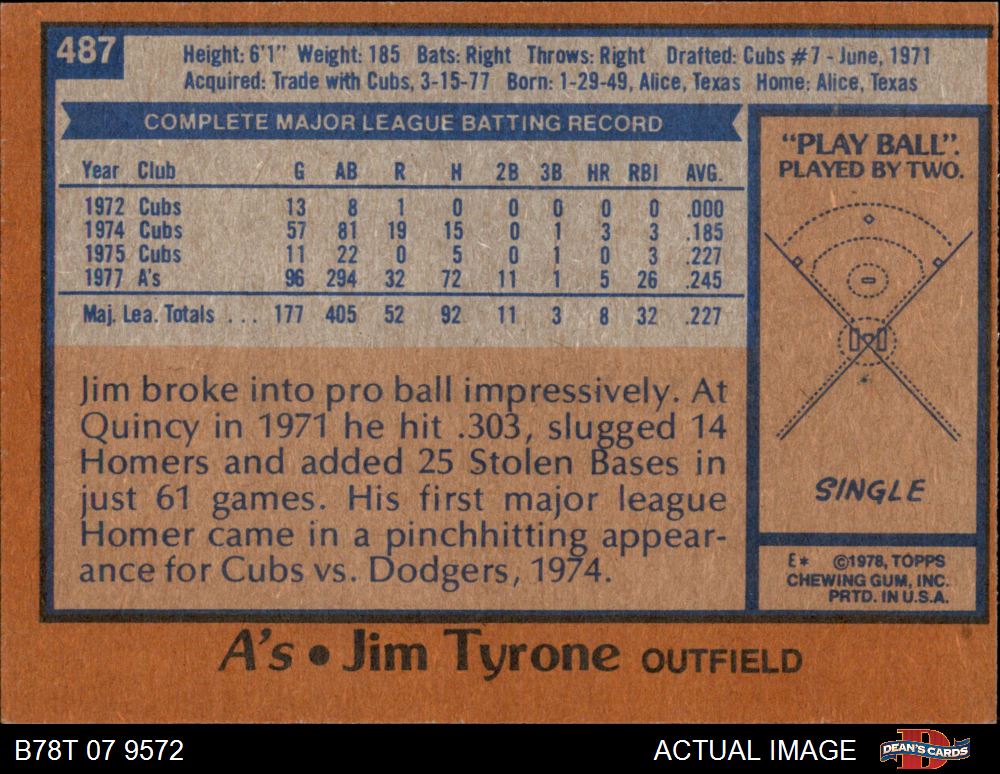 487
Height: 6'1" Weight: 185 Bats: Right Throws: Right Drafted: Cubs #7 - June, 1971
Acquired: Trade with Cubs, 3-15-77 Born: 1-29-49, Alice, Texas Home: Alice, Texas
COMPLETE MAJOR LEAGUE BATTING RECORD
Year Club G AB R H 2B 3B HR RBI AVG.
1972 Cubs 13 8 1 0 0 0 0 0 .000
1974 Cubs 57 81 19 15 0 1 3 3 .185
1975 Cubs 11 22 0 5 0 1 0 3 .227
1977 A's 96 294 32 72 11 1 5 26 .245
Maj. Lea. Totals . . . 177 405 52 92 11 3 8 32 .227
Jim broke into pro ball impressively. At
Quincy in 1971 he hit .303, slugged 14
Homers and added 25 Stolen Bases in
just 61 games. His first major league
Homer came in a pinchhitting appear-
ance for Cubs vs. Dodgers, 1974.
"PLAY BALL".
PLAYED BY TWO.
SINGLE
E* ©1978, TOPPS
CHEWING GUM, INC.
PRTD. IN U.S.A.
A's • Jim Tyrone OUTFIELD
B78T 07 9572 ACTUAL IMAGE DEAN'S CARDS